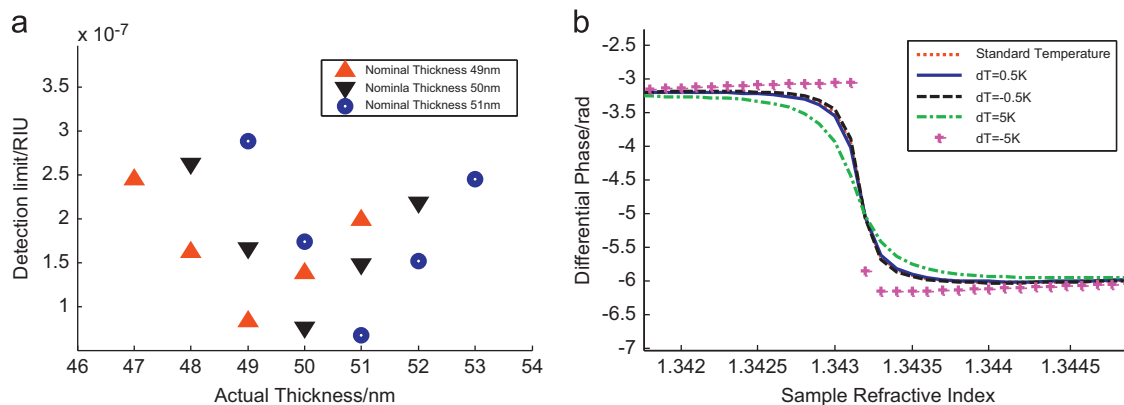 a
x 10^-7
Detection limit/RIU
3.5
3
2.5
2
1.5
1
46 47 48 49 50 51 52 53 54
Actual Thickness/nm
Nominal Thickness 49nm
Nominla Thickness 50nm
Nominla Thickness 51nm
b
Differential Phase/rad
-2.5
-3
-3.5
-4
-4.5
-5
-5.5
-6
-6.5
-7
1.342 1.3425 1.343 1.3435 1.344 1.3445
Sample Refractive Index
Standard Temperature
dT=0.5K
dT=-0.5K
dT=5K
dT=-5K